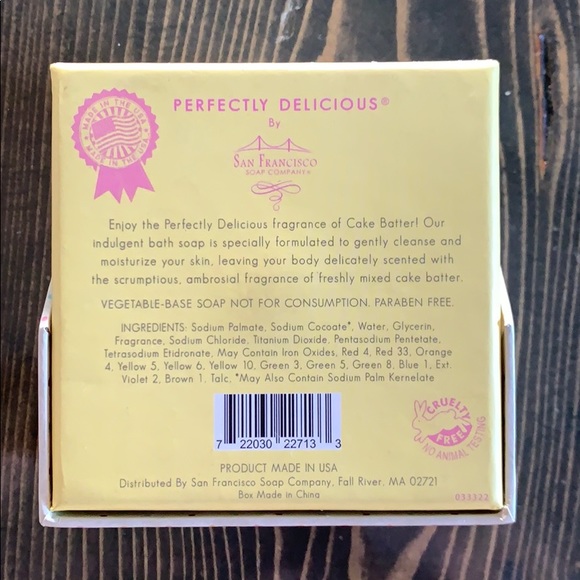 MADE IN THE USA
MADE IN THE USA
PERFECTLY DELICIOUS®
By
SAN FRANCISCO
SOAP COMPANY
Enjoy the Perfectly Delicious fragrance of Cake Batter! Our
indulgent bath soap is specially formulated to gently cleanse and
moisturize your skin, leaving your body delicately scented with
the scrumptious, ambrosial fragrance of freshly mixed cake batter.
VEGETABLE-BASE SOAP NOT FOR CONSUMPTION. PARABEN FREE.
INGREDIENTS: Sodium Palmate, Sodium Cocoate*, Water, Glycerin,
Fragrance, Sodium Chloride, Titanium Dioxide, Pentasodium Pentetate,
Tetrasodium Etidronate, May Contain Iron Oxides, Red 4, Red 33, Orange
4, Yellow 5, Yellow 6, Yellow 10, Green 3, Green 5, Green 8, Blue 1, Ext.
Violet 2, Brown 1. Talc, *May Also Contain Sodium Palm Kernelate
7 22030 22713 3
CRUELTY
FREE
NO ANIMAL TESTING
PRODUCT MADE IN USA
Distributed By San Francisco Soap Company, Fall River, MA 02721
Box Made in China
033322